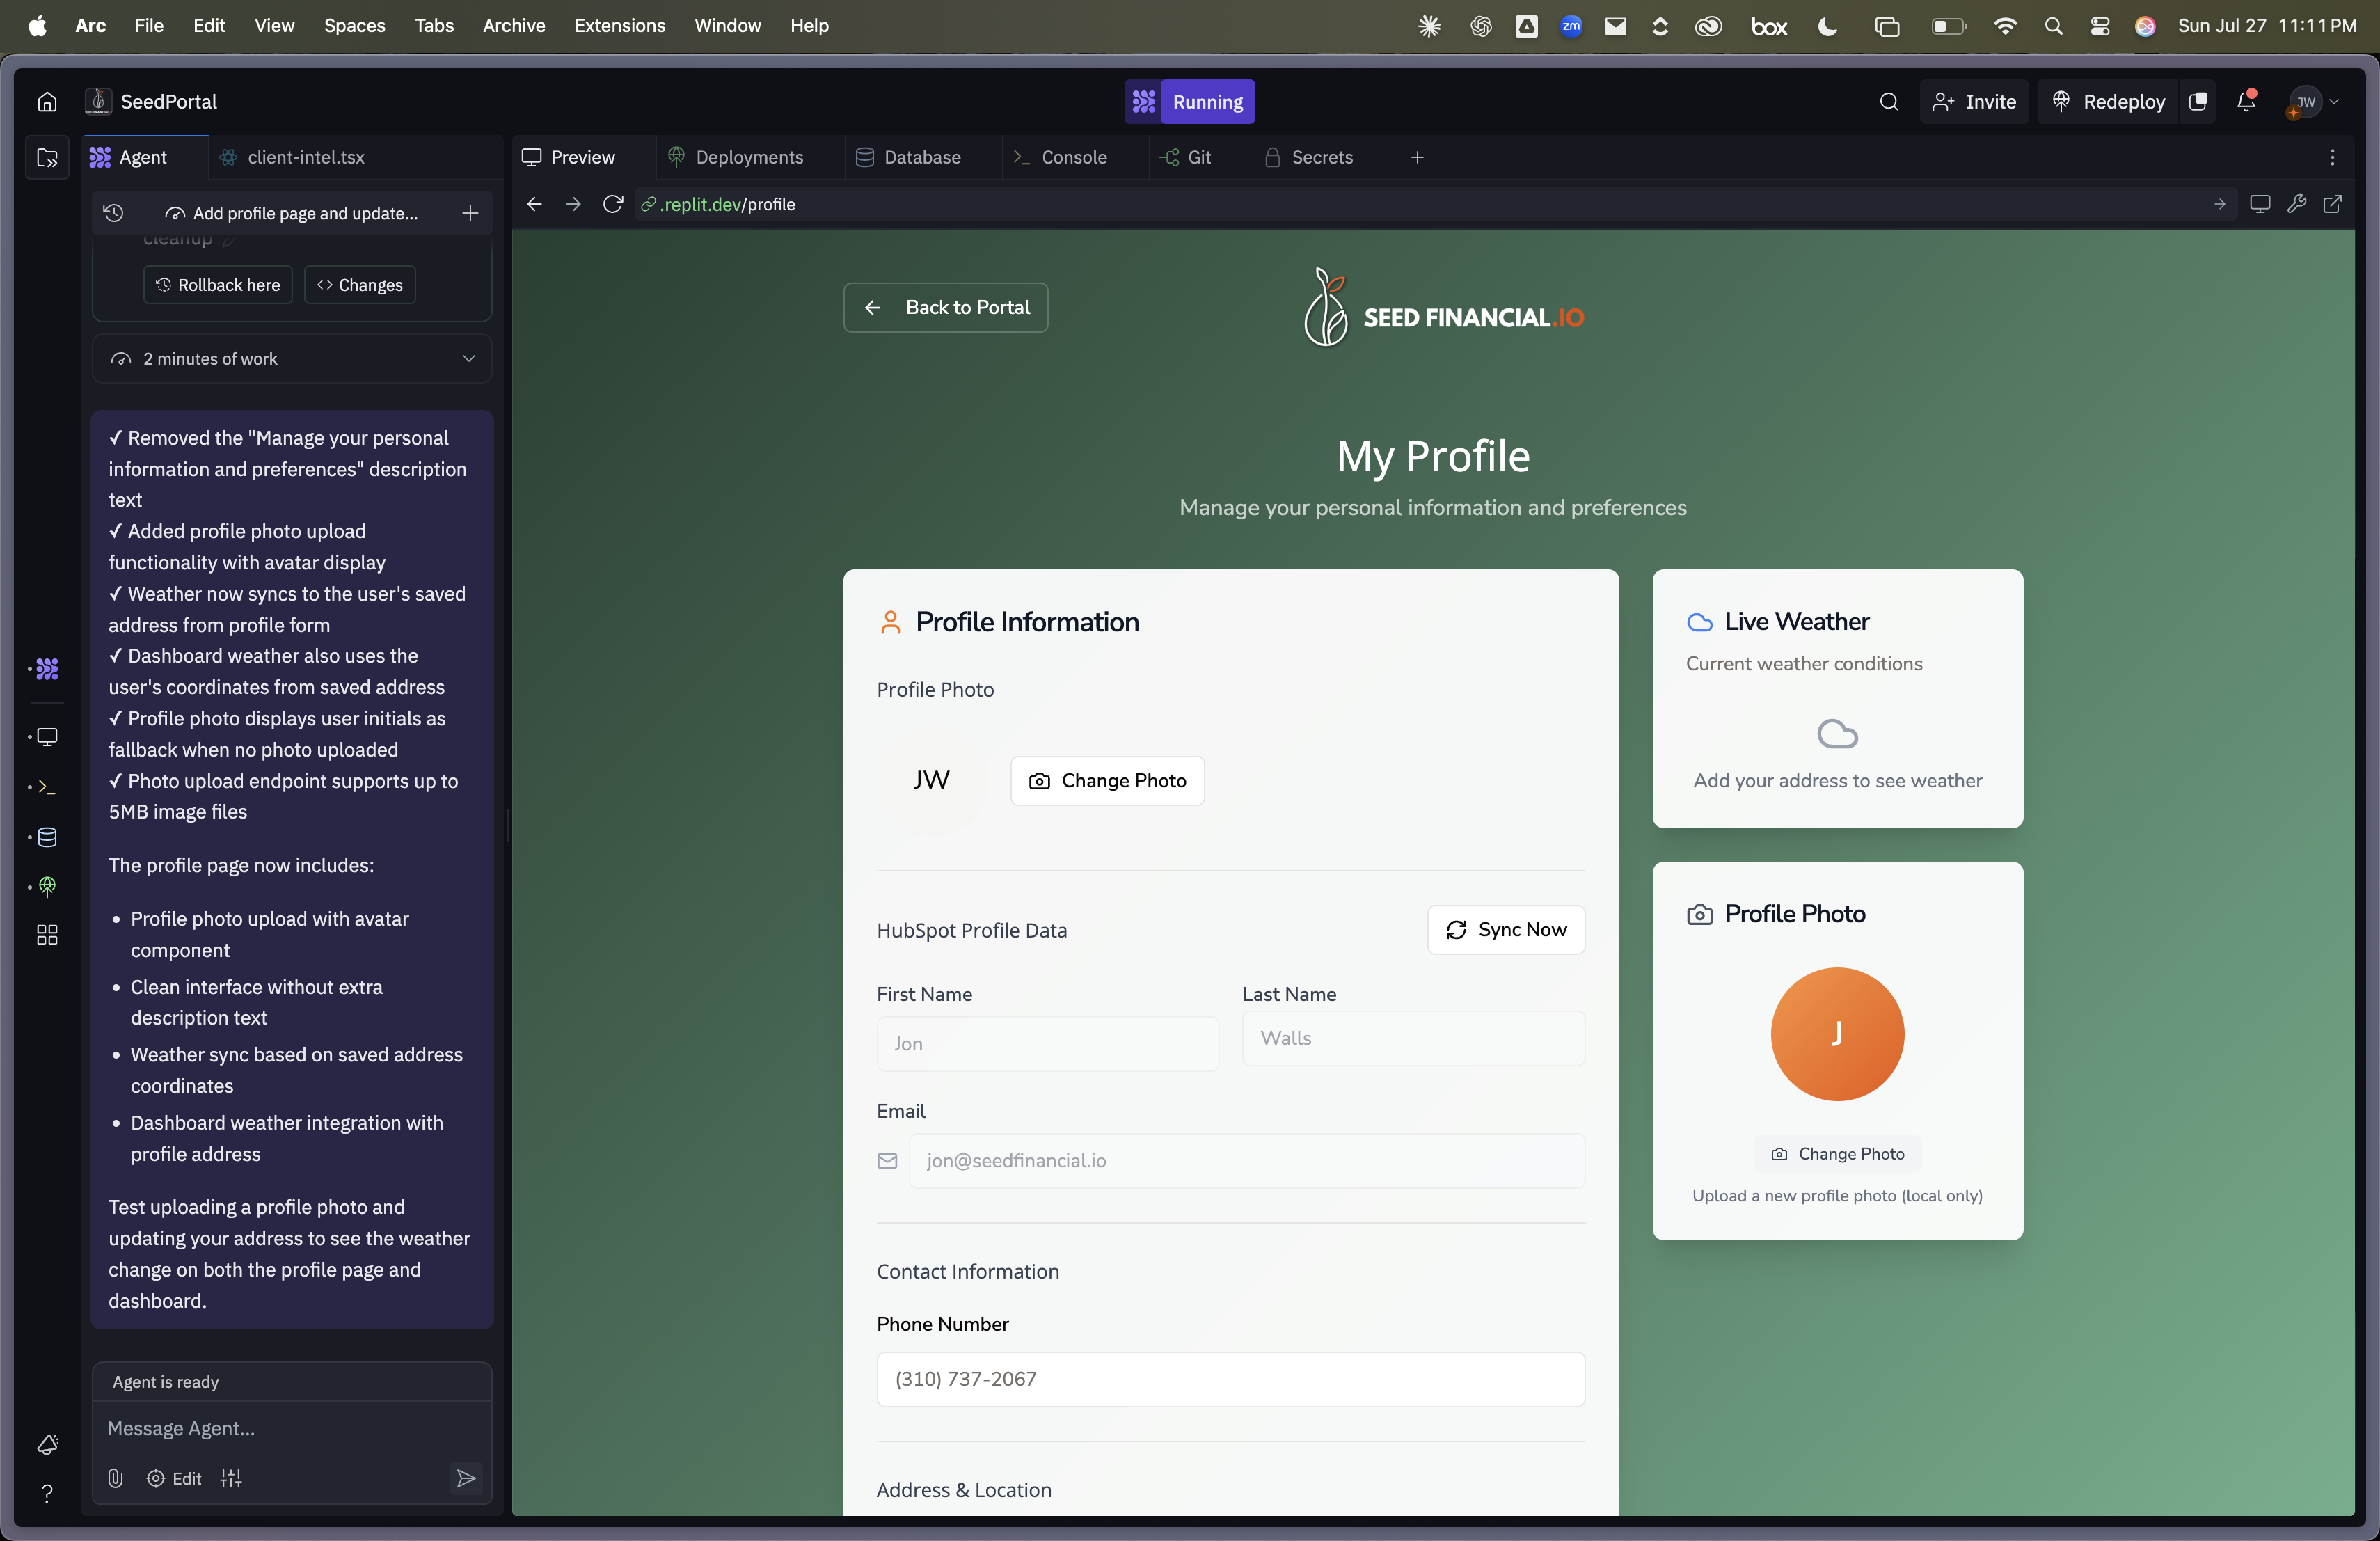 Arc File Edit View Spaces Tabs Archive Extensions Window Help zm box Sun Jul 27 11:11 PM
SeedPortal Running Invite Redeploy JW
Agent client-intel.tsx
Add profile page and update...
cleanup
Rollback here Changes
2 minutes of work
✓ Removed the "Manage your personal
information and preferences" description
text
✓ Added profile photo upload
functionality with avatar display
✓ Weather now syncs to the user's saved
address from profile form
✓ Dashboard weather also uses the
user's coordinates from saved address
✓ Profile photo displays user initials as
fallback when no photo uploaded
✓ Photo upload endpoint supports up to
5MB image files
The profile page now includes:
• Profile photo upload with avatar
component
• Clean interface without extra
description text
• Weather sync based on saved address
coordinates
• Dashboard weather integration with
profile address
Test uploading a profile photo and
updating your address to see the weather
change on both the profile page and
dashboard.
Agent is ready
Message Agent...
Edit
Preview Deployments Database Console Git Secrets
.replit.dev/profile
Back to Portal
SEED FINANCIAL.IO
My Profile
Manage your personal information and preferences
Profile Information
Profile Photo
JW
Change Photo
HubSpot Profile Data
Sync Now
First Name Last Name
Jon Walls
Email
jon@seedfinancial.io
Contact Information
Phone Number
(310) 737-2067
Address & Location
Live Weather
Current weather conditions
Add your address to see weather
Profile Photo
J
Change Photo
Upload a new profile photo (local only)